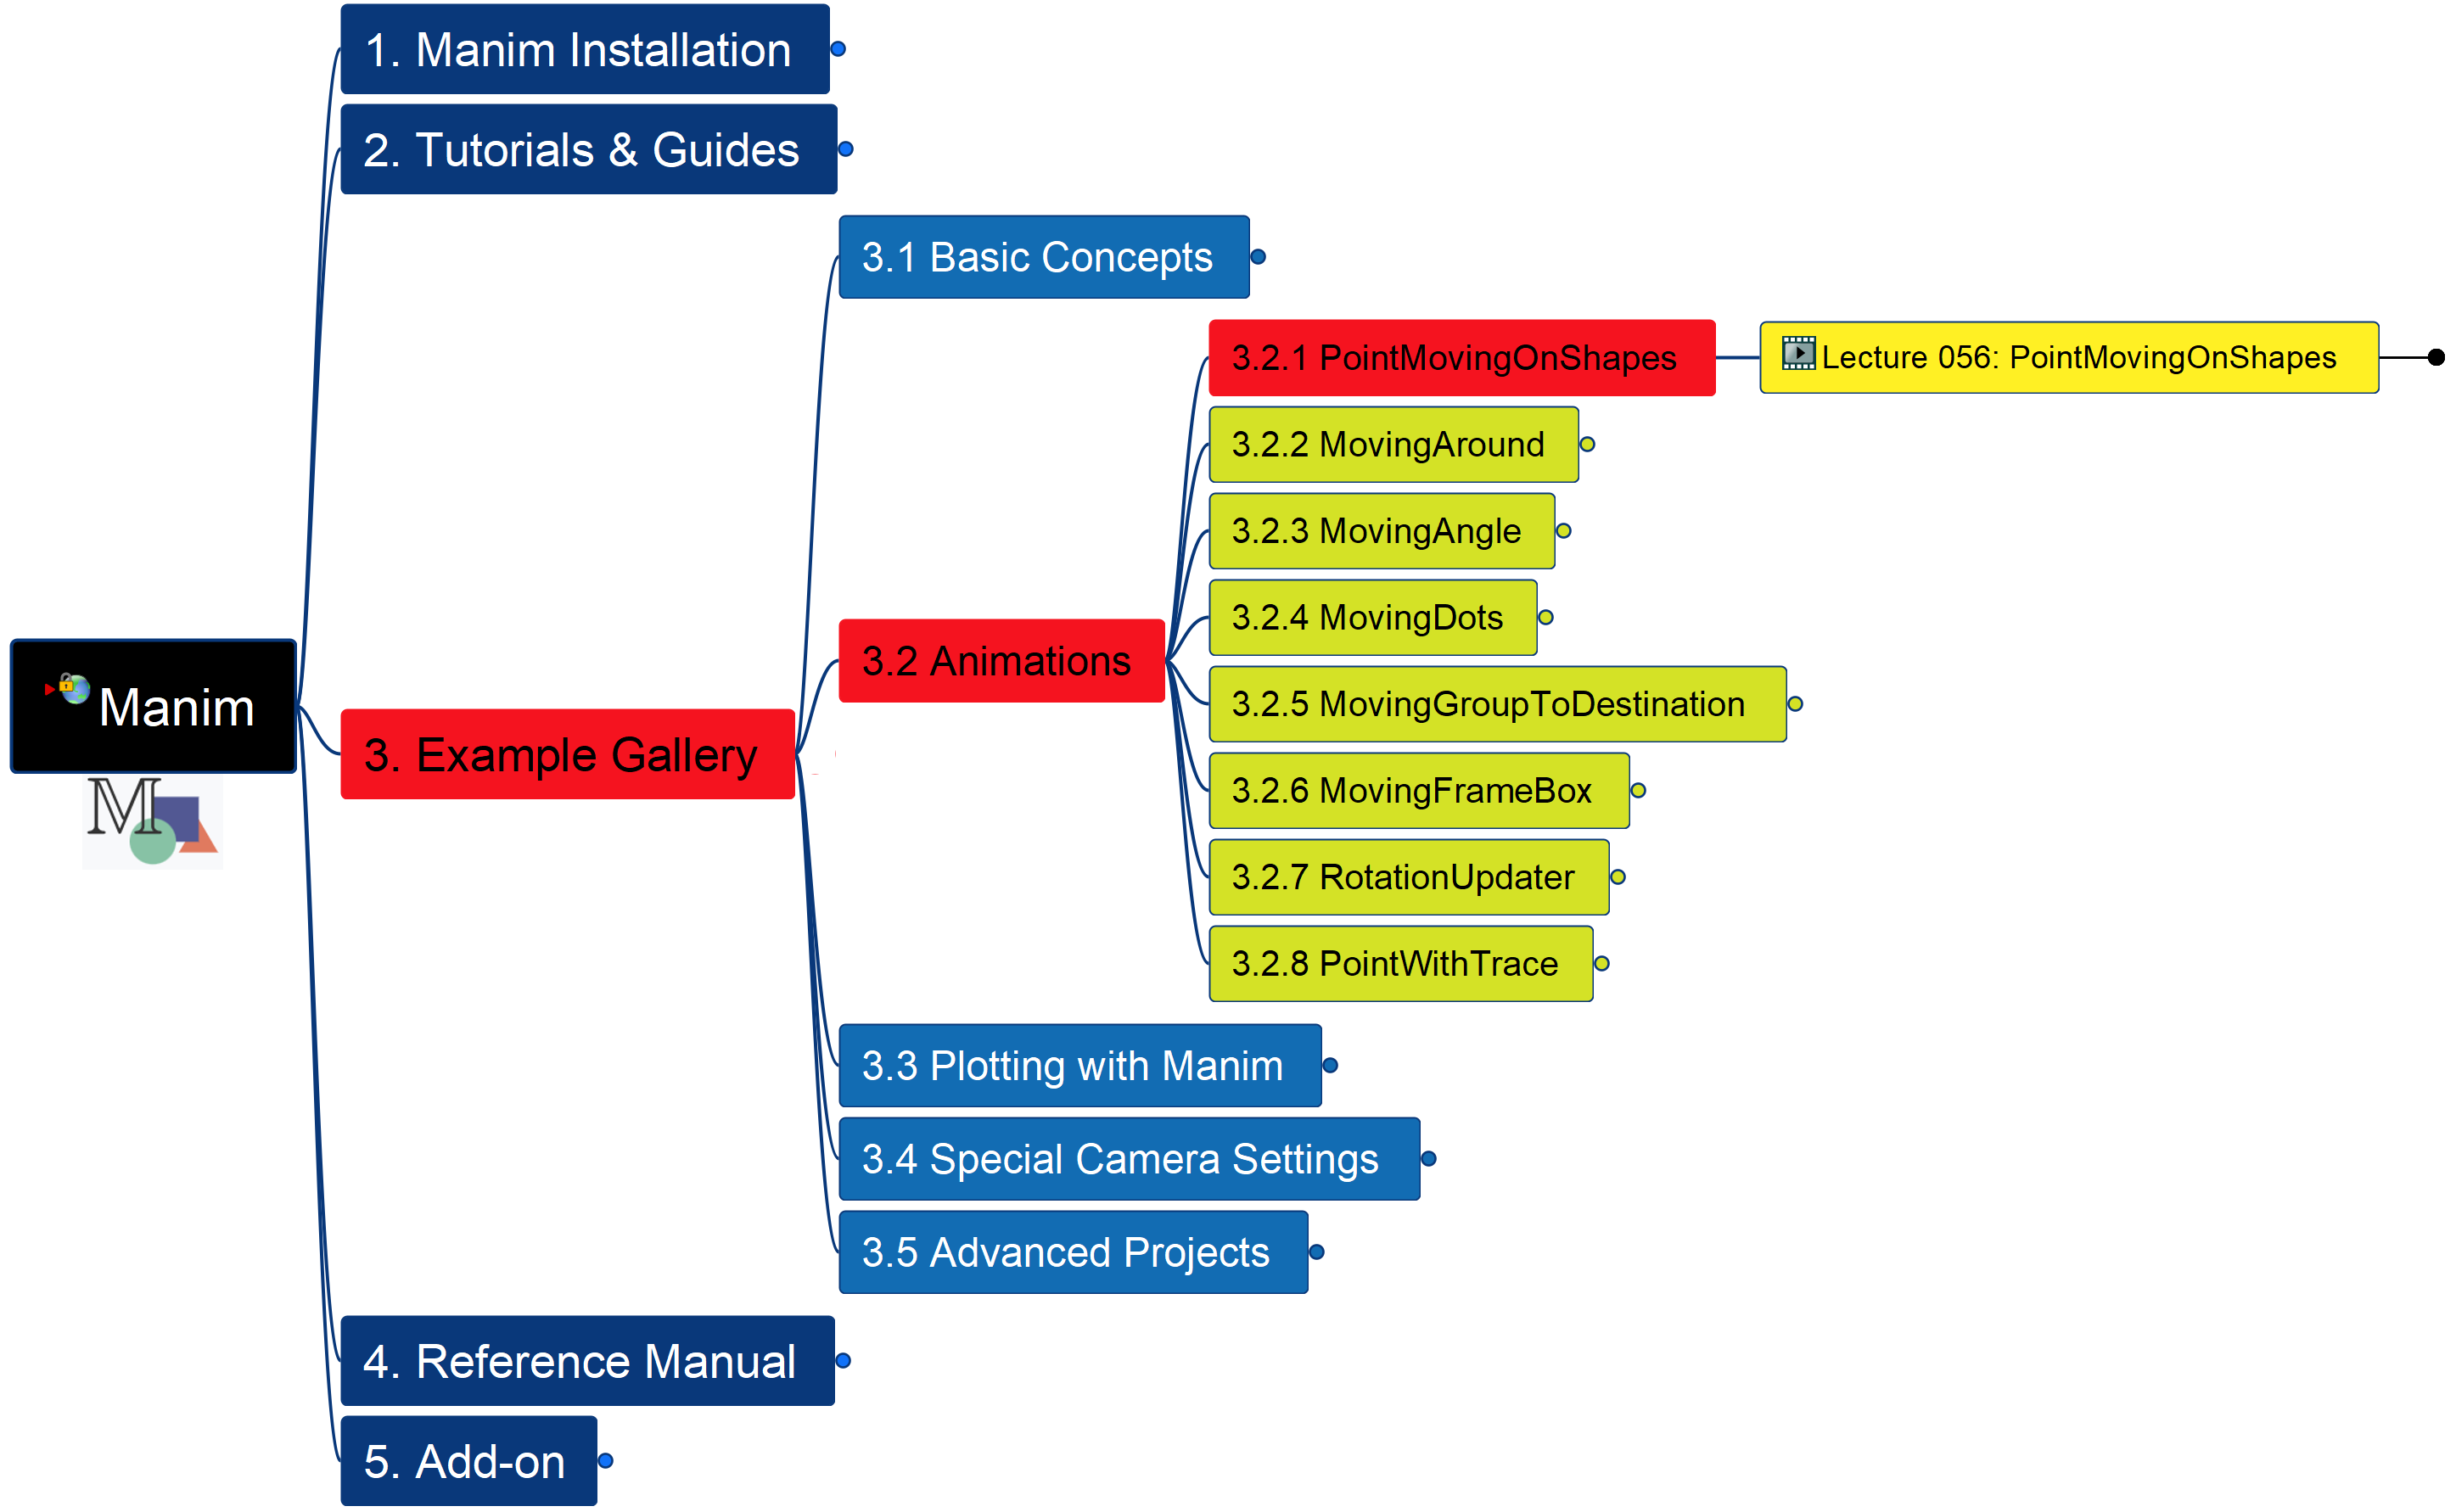 1. Manim Installation
2. Tutorials & Guides
3.1 Basic Concepts
3.2.1 PointMovingOnShapes
Lecture 056: PointMovingOnShapes
3.2.2 MovingAround
3.2.3 MovingAngle
3.2.4 MovingDots
3.2 Animations
3.2.5 MovingGroupToDestination
Manim
3. Example Gallery
3.2.6 MovingFrameBox
M
3.2.7 RotationUpdater
3.2.8 PointWithTrace
3.3 Plotting with Manim
3.4 Special Camera Settings
3.5 Advanced Projects
4. Reference Manual
5. Add-on